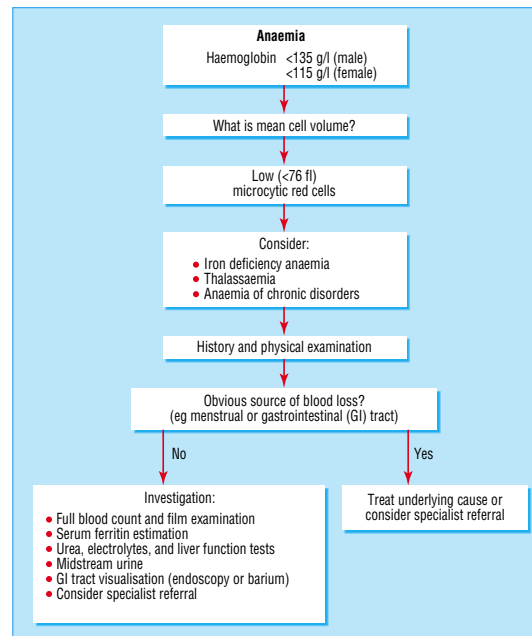 Anaemia
Haemoglobin <135 g/l (male)
<115 g/l (female)
What is mean cell volume?
Low (<76 fl)
microcytic red cells
Consider:
• Iron deficiency anaemia
• Thalassaemia
• Anaemia of chronic disorders
History and physical examination
Obvious source of blood loss?
(eg menstrual or gastrointestinal (GI) tract)
No
Yes
Investigation:
• Full blood count and film examination
• Serum ferritin estimation
• Urea, electrolytes, and liver function tests
• Midstream urine
• GI tract visualisation (endoscopy or barium)
• Consider specialist referral
Treat underlying cause or
consider specialist referral